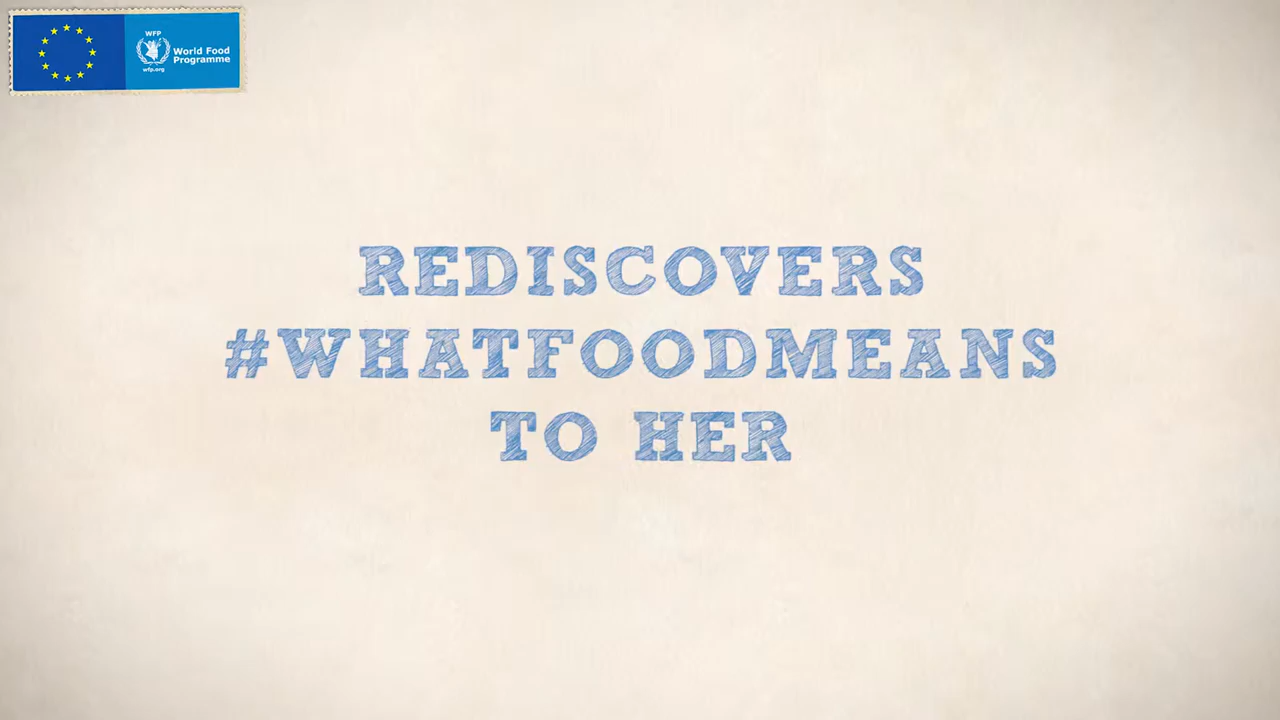 WFP
wfp.org
World Food
Programme
REDISCOVERS
#WHATFOODMEANS
TO HER